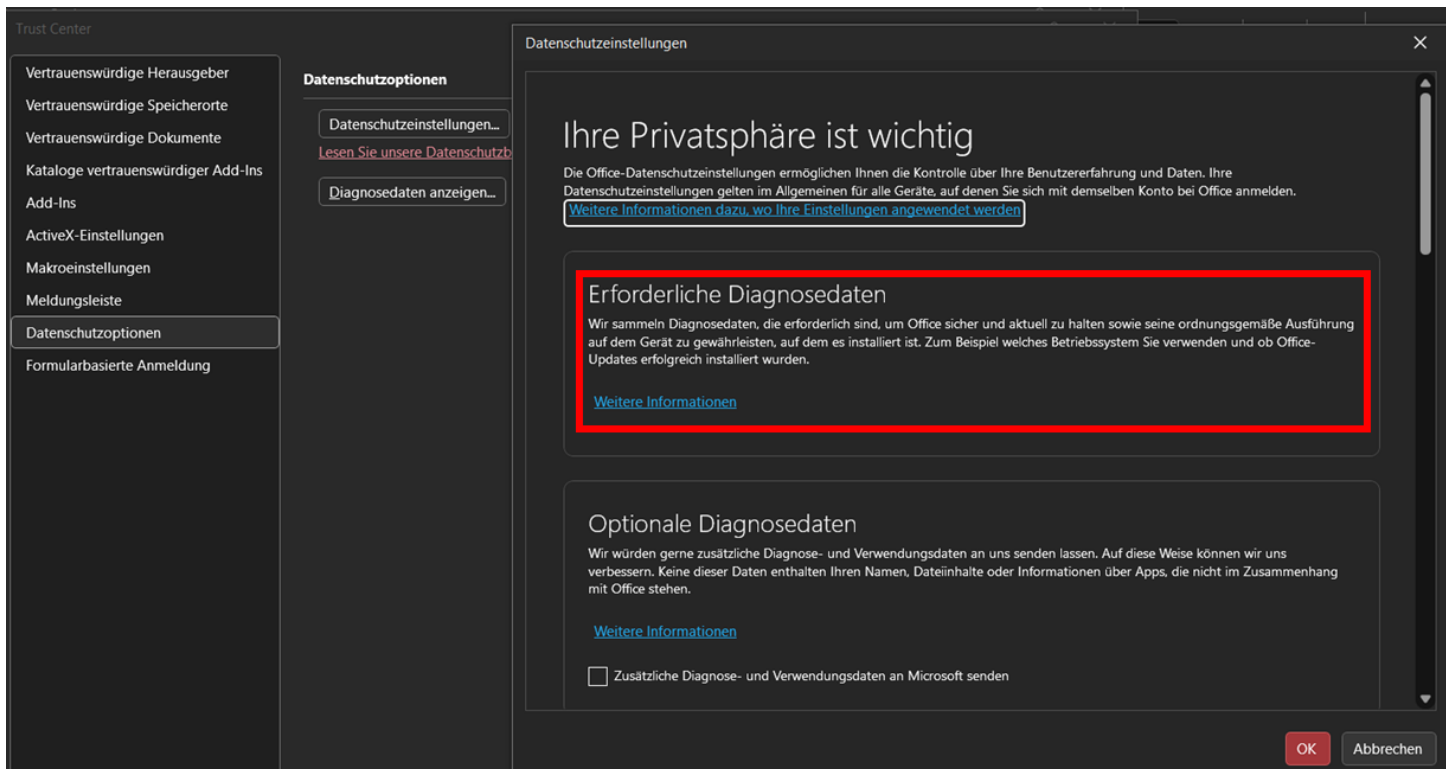 Trust Center
Vertrauenswürdige Herausgeber
Vertrauenswürdige Speicherorte
Vertrauenswürdige Dokumente
Kataloge vertrauenswürdiger Add-Ins
Add-Ins
ActiveX-Einstellungen
Makroeinstellungen
Meldungsleiste
Datenschutzoptionen
Formularbasierte Anmeldung
Datenschutzoptionen
Datenschutzeinstellungen...
Lesen Sie unsere Datenschutzb
Diagnosedaten anzeigen...
Datenschutzeinstellungen
Ihre Privatsphäre ist wichtig
Die Office-Datenschutzeinstellungen ermöglichen Ihnen die Kontrolle über Ihre Benutzererfahrung und Daten. Ihre
Datenschutzeinstellungen gelten im Allgemeinen für alle Geräte, auf denen Sie sich mit demselben Konto bei Office anmelden.
Weitere Informationen dazu, wo Ihre Einstellungen angewendet werden
Erforderliche Diagnosedaten
Wir sammeln Diagnosedaten, die erforderlich sind, um Office sicher und aktuell zu halten sowie seine ordnungsgemäße Ausführung
auf dem Gerät zu gewährleisten, auf dem es installiert ist. Zum Beispiel welches Betriebssystem Sie verwenden und ob Office-
Updates erfolgreich installiert wurden.
Weitere Informationen
Optionale Diagnosedaten
Wir würden gerne zusätzliche Diagnose- und Verwendungsdaten an uns senden lassen. Auf diese Weise können wir uns
verbessern. Keine dieser Daten enthalten Ihren Namen, Dateiinhalte oder Informationen über Apps, die nicht im Zusammenhang
mit Office stehen.
Weitere Informationen
Zusätzliche Diagnose- und Verwendungsdaten an Microsoft senden
OK
Abbrechen